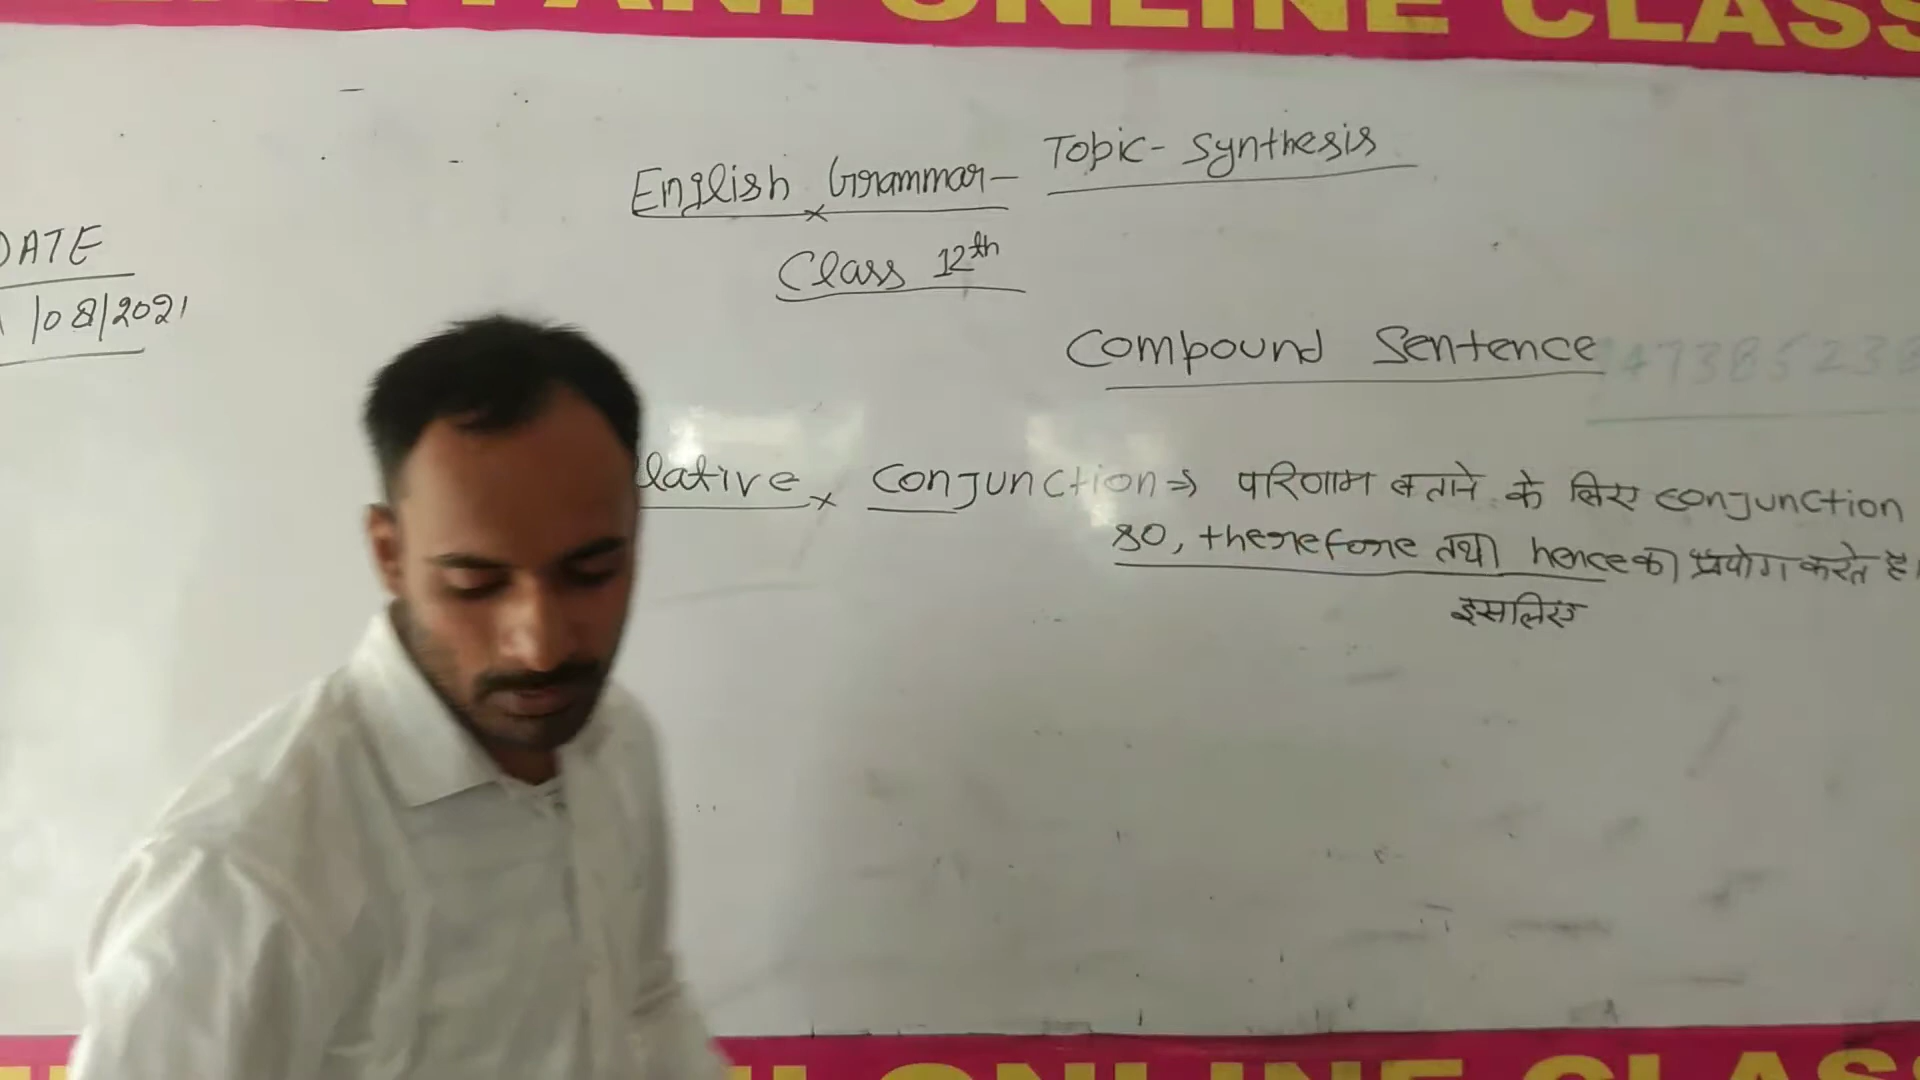 PANI ONLINE CLASS
English Grammar- Topic- Synthesis
Class 12th
DATE
/08/2021
Compound Sentence
lative Conjunction ⇒ परिणाम बताने के लिए conjunction
so, therefore तथा hence का प्रयोग करते है।
इसलिए
ONLINE CLASS